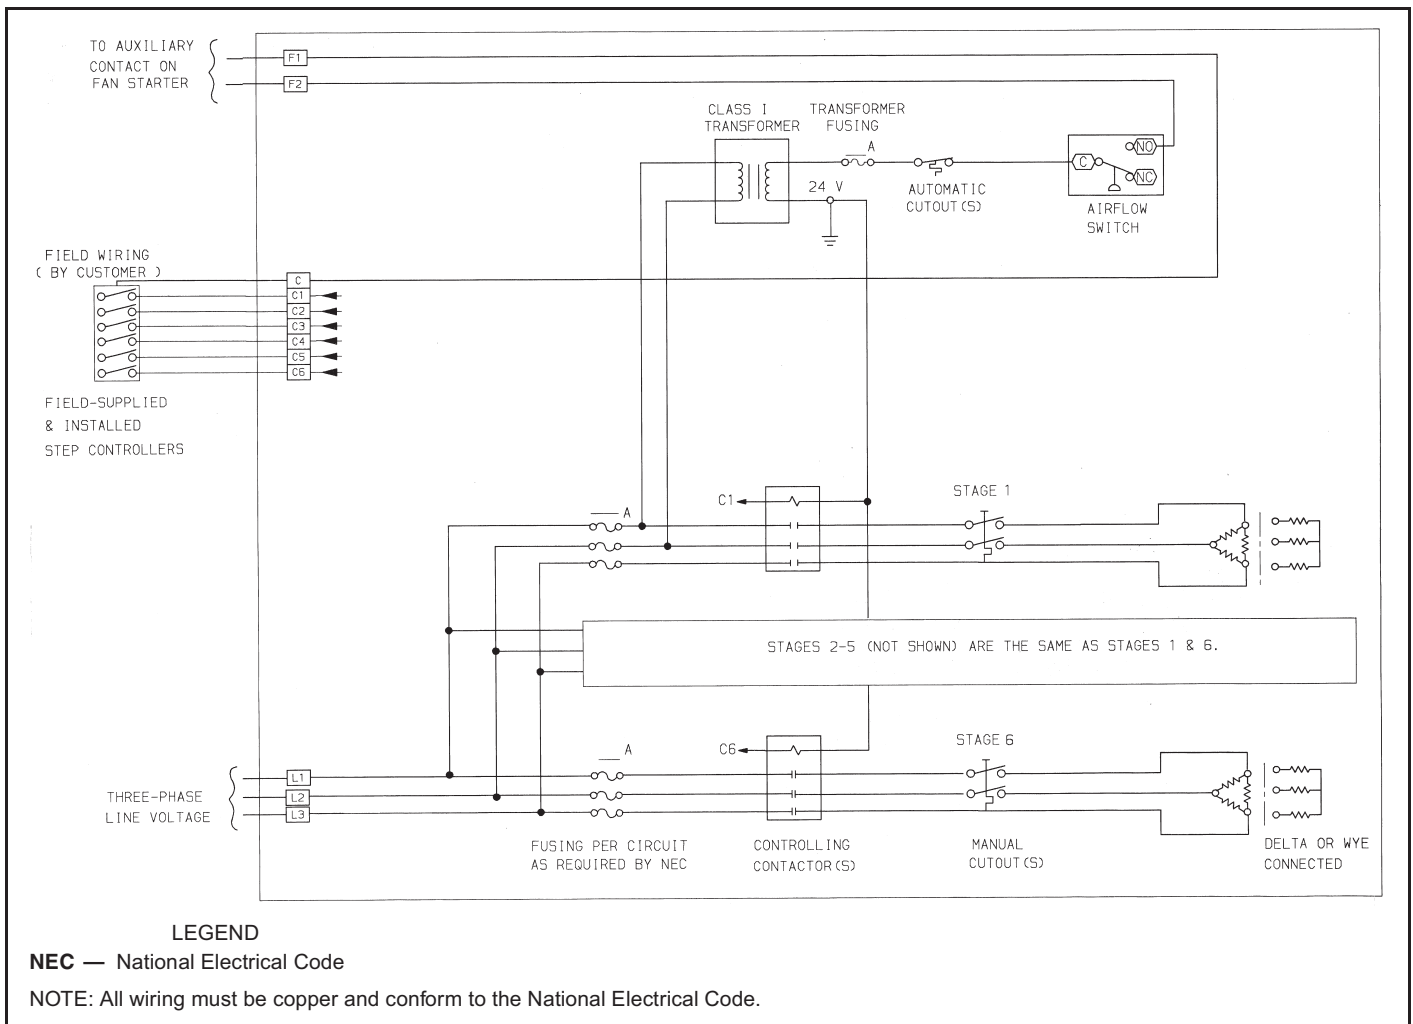 TO AUXILIARY
CONTACT ON
FAN STARTER
F1
F2
CLASS I
TRANSFORMER
TRANSFORMER
FUSING
A
24 V
AUTOMATIC
CUTOUT(S)
C
NO
NC
AIRFLOW
SWITCH
FIELD WIRING
( BY CUSTOMER )
C
C1
C2
C3
C4
C5
C6
FIELD-SUPPLIED
& INSTALLED
STEP CONTROLLERS
C1
STAGE 1
A
STAGES 2-5 (NOT SHOWN) ARE THE SAME AS STAGES 1 & 6.
A
C6
STAGE 6
THREE-PHASE
LINE VOLTAGE
L1
L2
L3
FUSING PER CIRCUIT
AS REQUIRED BY NEC
CONTROLLING
CONTACTOR(S)
MANUAL
CUTOUT(S)
DELTA OR WYE
CONNECTED
LEGEND
NEC — National Electrical Code
NOTE: All wiring must be copper and conform to the National Electrical Code.